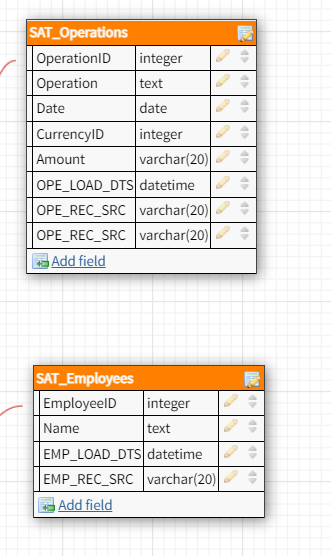 SAT_Operations
OperationID integer
Operation text
Date date
CurrencyID integer
Amount varchar(20)
OPE_LOAD_DTS datetime
OPE_REC_SRC varchar(20)
OPE_REC_SRC varchar(20)
Add field
SAT_Employees
EmployeeID integer
Name text
EMP_LOAD_DTS datetime
EMP_REC_SRC varchar(20)
Add field